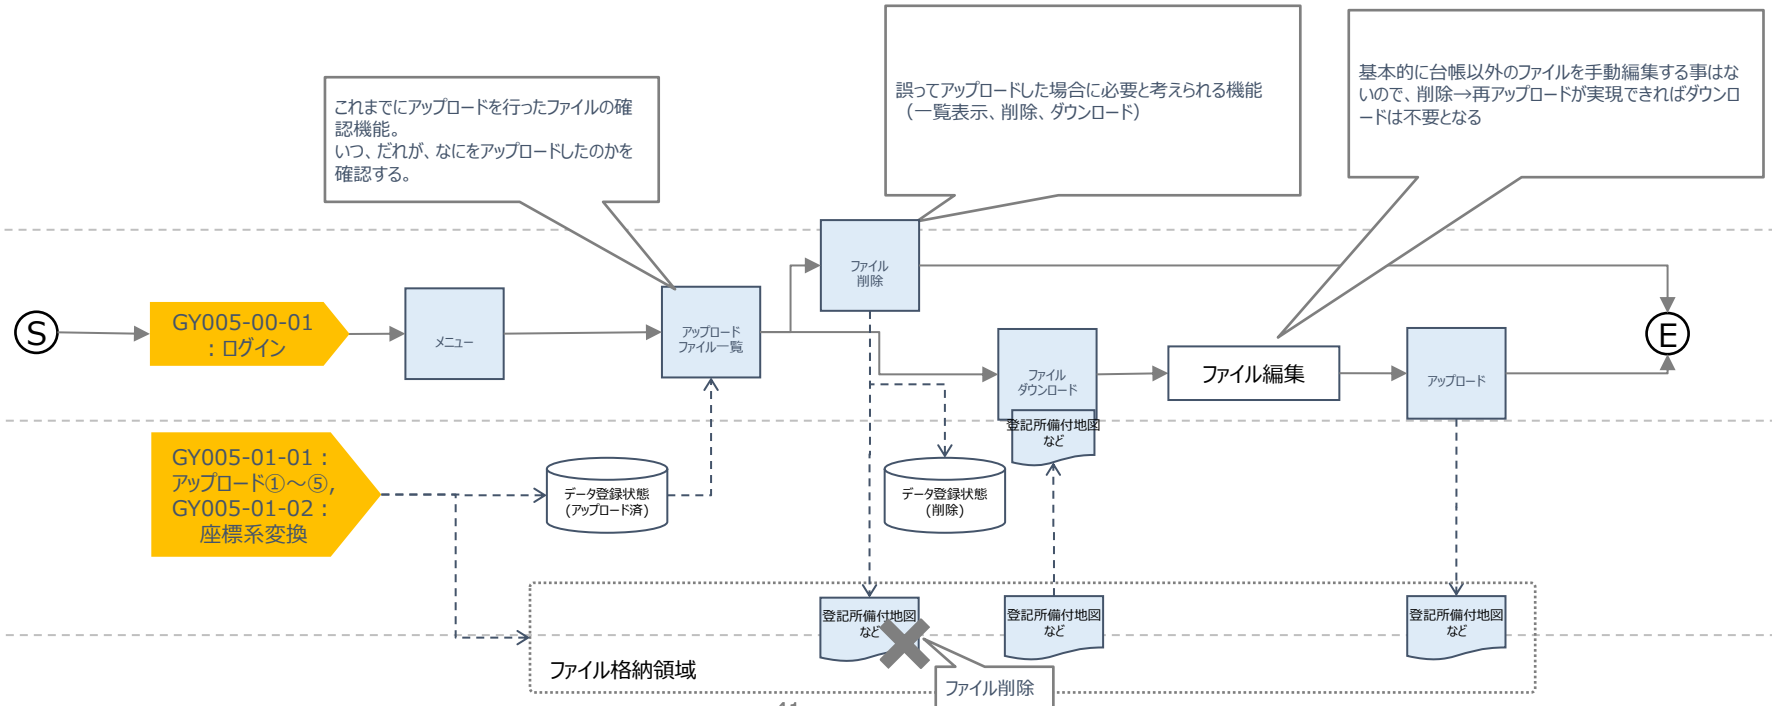 これまでにアップロードを行ったファイルの確
認機能。
いつ、だれが、なにをアップロードしたのかを
確認する。
誤ってアップロードした場合に必要と考えられる機能
（一覧表示、削除、ダウンロード）
基本的に台帳以外のファイルを手動編集する事はな
いので、削除→再アップロードが実現できればダウンロ
ードは不要となる
S
GY005-00-01
：ログイン
メニュー
アップロード
ファイル一覧
ファイル
削除
ファイル
ダウンロード
登記所備付地図
など
ファイル編集
アップロード
E
GY005-01-01：
アップロード①～⑤,
GY005-01-02：
座標系変換
データ登録状態
(アップロード済)
データ登録状態
(削除)
登記所備付地図
など
登記所備付地図
など
登記所備付地図
など
ファイル格納領域
ファイル削除